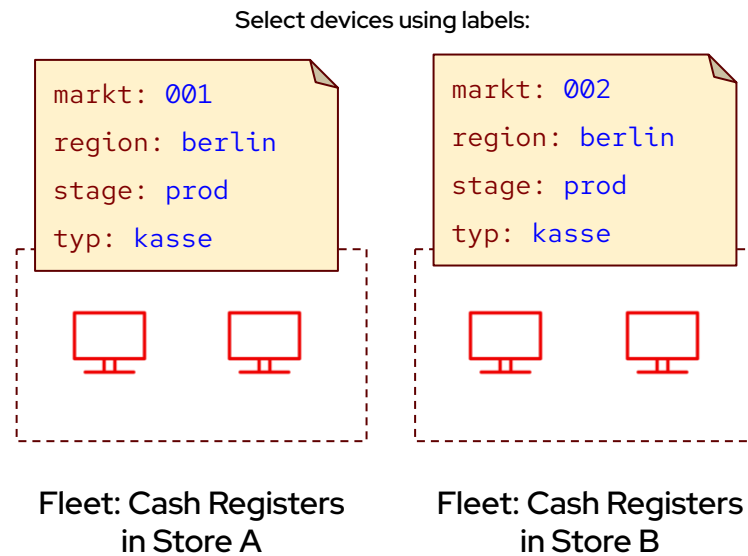 Select devices using labels:
markt: 001
region: berlin
stage: prod
typ: kasse
markt: 002
region: berlin
stage: prod
typ: kasse
Fleet: Cash Registers
in Store A
Fleet: Cash Registers
in Store B